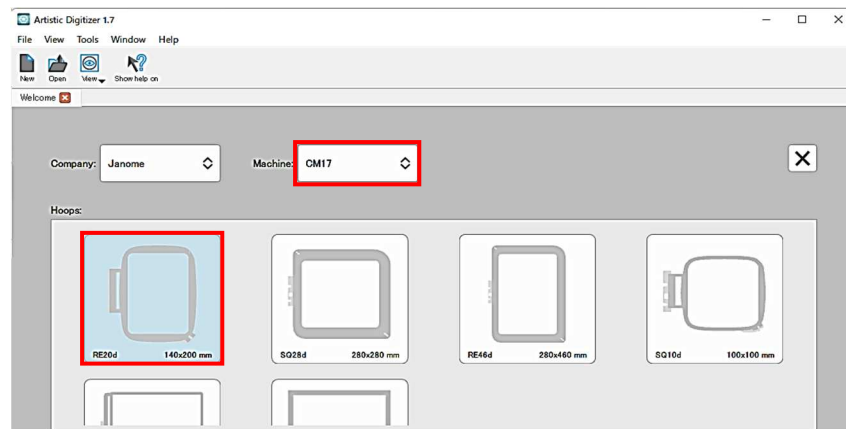 Artistic Digitizer 1.7
File View Tools Window Help
New Open View Show help on
Welcome
Company: Janome Machine: CM17
Hoops:
RE20d 140x200 mm SQ28d 280x280 mm RE46d 280x460 mm SQ10d 100x100 mm